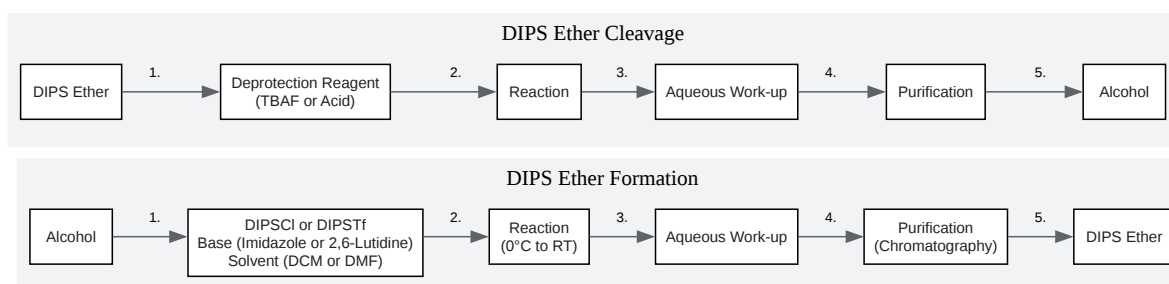 DIPS Ether Cleavage
1.
2.
3.
4.
5.
DIPS Ether
Deprotection Reagent
(TBAF or Acid)
Reaction
Aqueous Work-up
Purification
Alcohol
DIPS Ether Formation
1.
2.
3.
4.
5.
Alcohol
DIPSCl or DIPSTf
Base (Imidazole or 2,6-Lutidine)
Solvent (DCM or DMF)
Reaction
(0°C to RT)
Aqueous Work-up
Purification
(Chromatography)
DIPS Ether